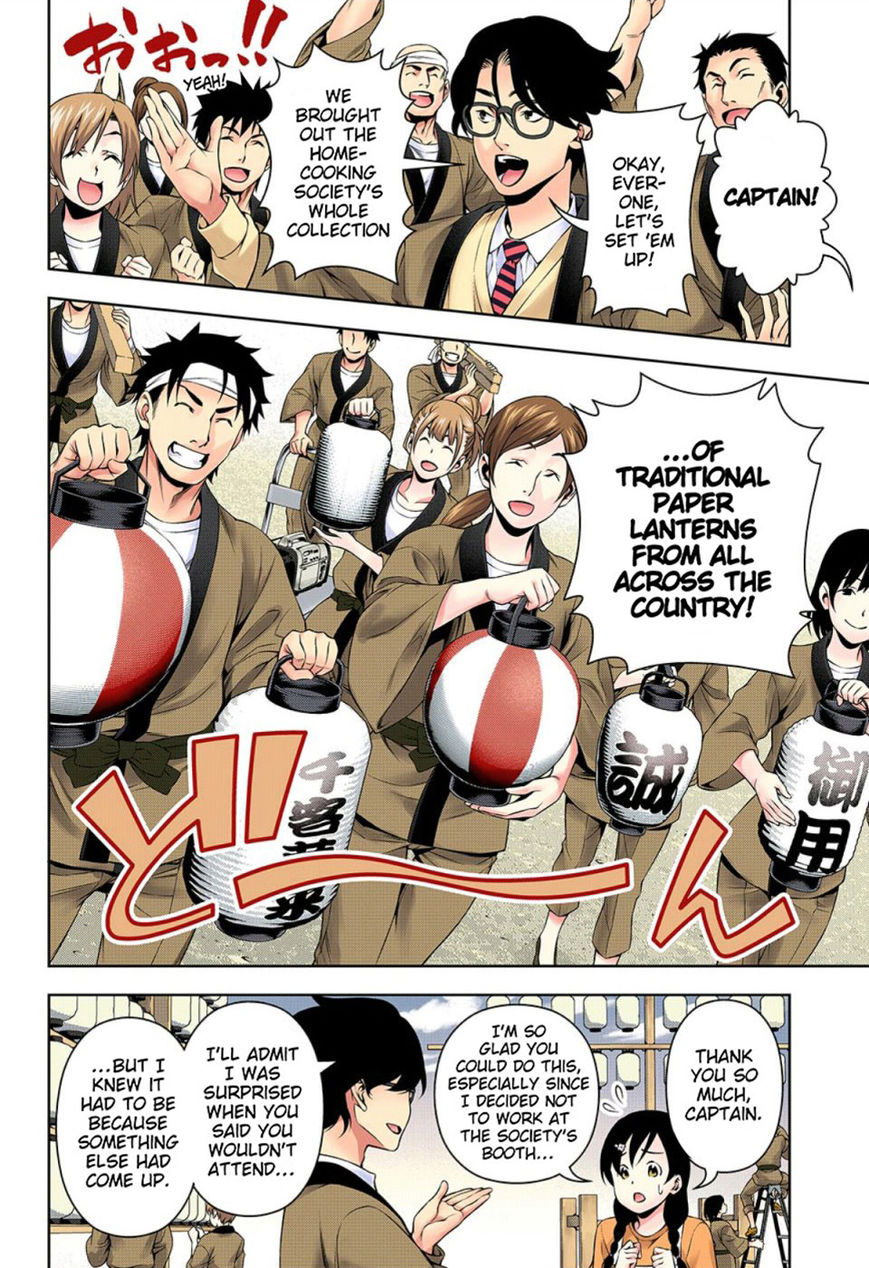 CAPTAIN!
OKAY,
EVER-
ONE,
LET'S
SET 'EM
UP!
WE
BROUGHT
OUT THE
HOME-
COOKING
SOCIETY'S
WHOLE
COLLECTION
おおっ!!
YEAH!
...OF
TRADITIONAL
PAPER
LANTERNS
FROM ALL
ACROSS THE
COUNTRY!
御用
誠
千客萬来
どーん
THANK
YOU SO
MUCH,
CAPTAIN.
I'M SO
GLAD YOU
COULD DO THIS,
ESPECIALLY SINCE
I DECIDED NOT
TO WORK AT
THE SOCIETY'S
BOOTH...
I'LL ADMIT
I WAS
SURPRISED
WHEN YOU
SAID YOU
WOULDN'T
ATTEND...
...BUT I
KNEW IT
HAD TO BE
BECAUSE
SOMETHING
ELSE HAD
COME UP.